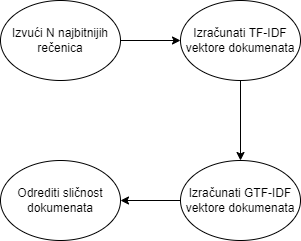 Izvući N najbitnijih
rečenica
Izračunati TF-IDF
vektore dokumenata
Izračunati GTF-IDF
vektore dokumenata
Odrediti sličnost
dokumenata